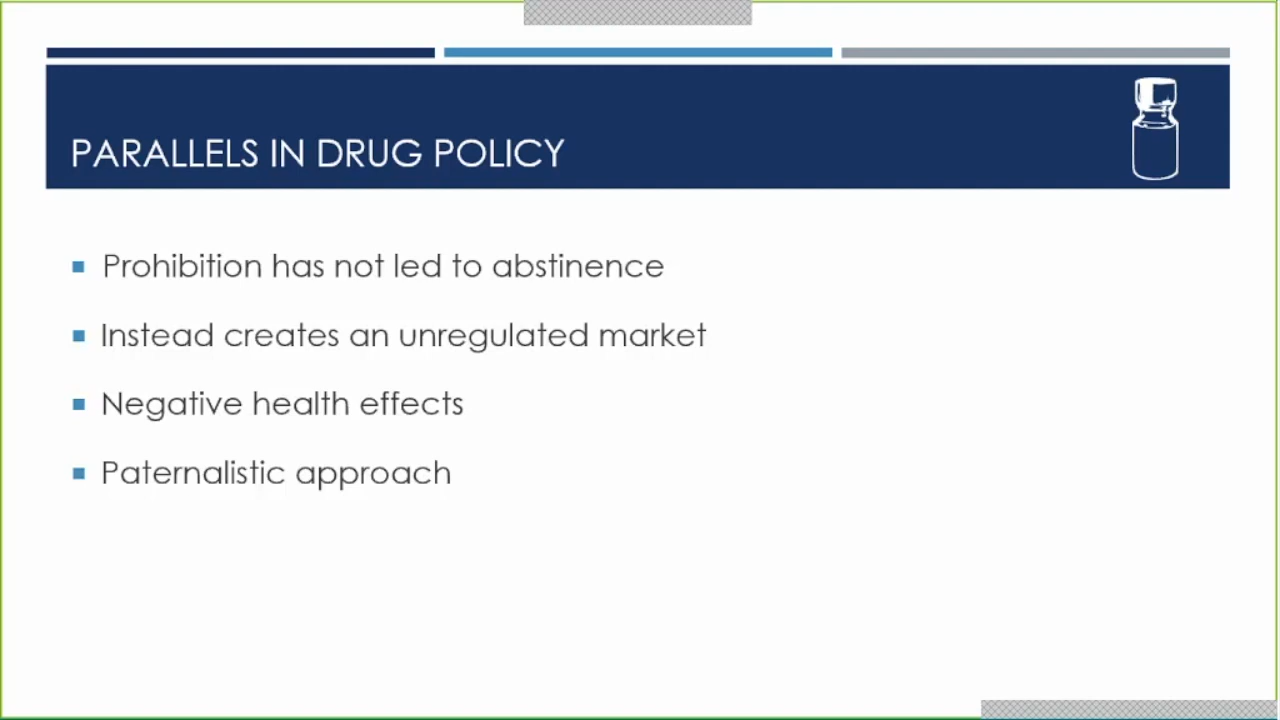 PARALLELS IN DRUG POLICY
Prohibition has not led to abstinence
Instead creates an unregulated market
Negative health effects
Paternalistic approach